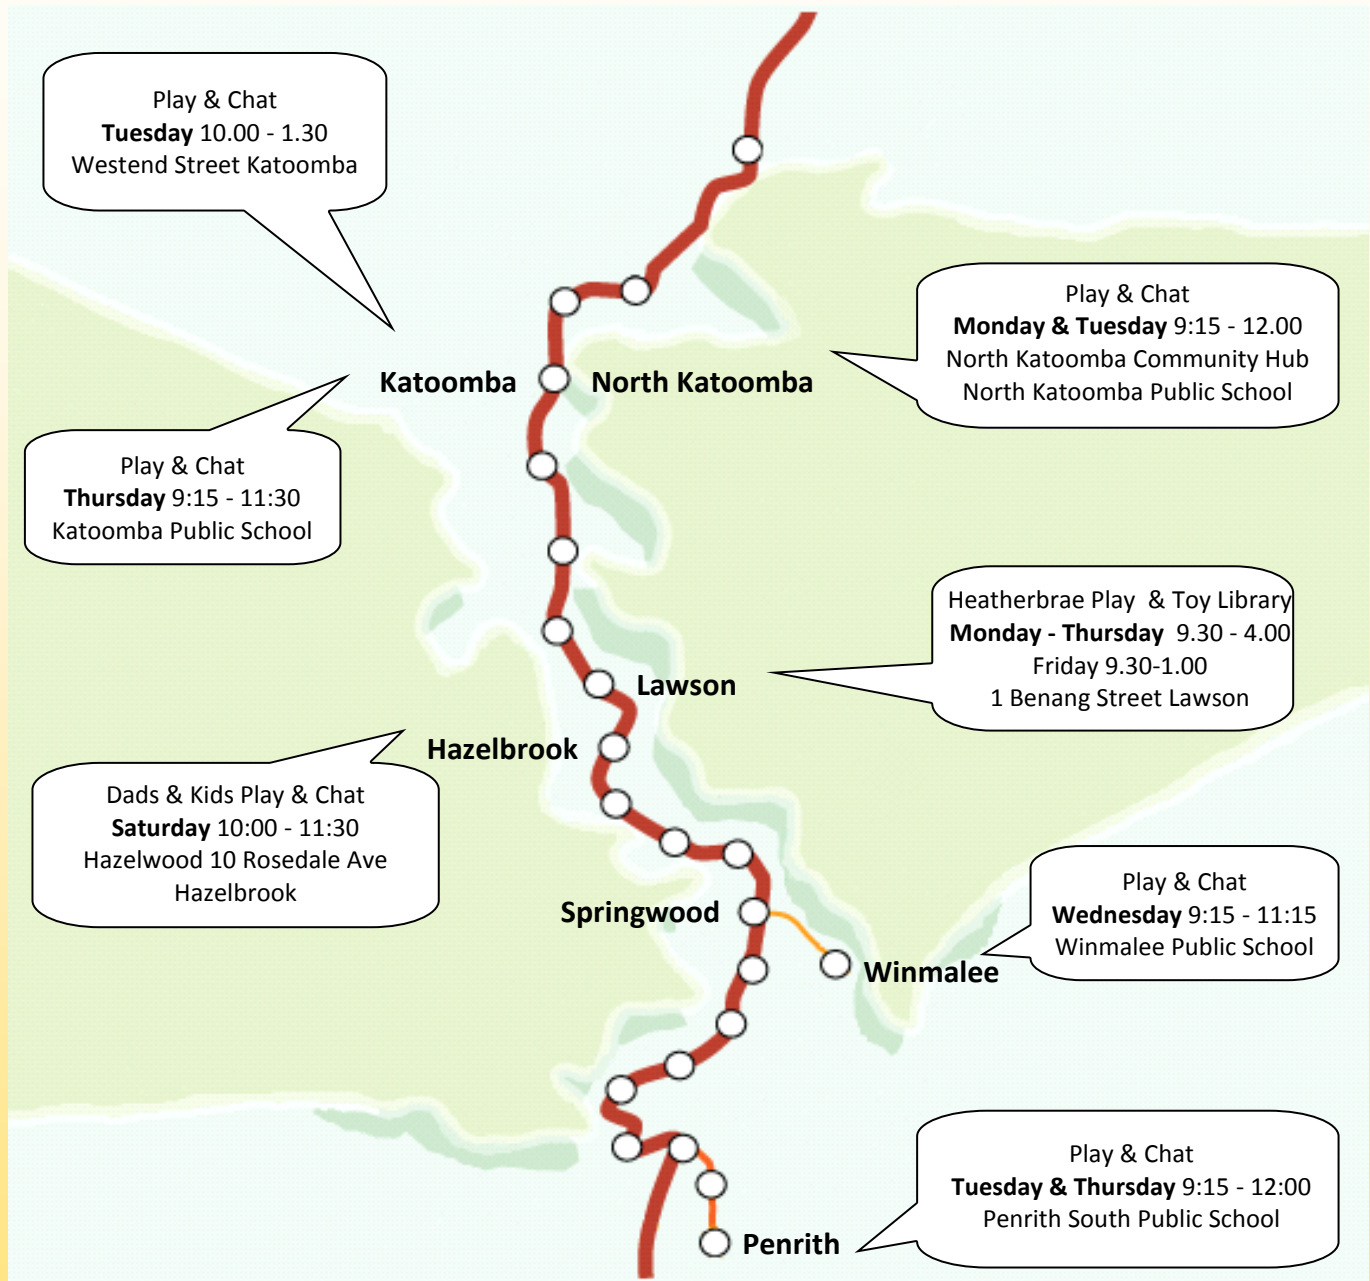 Play & Chat
Tuesday 10.00 - 1.30
Westend Street Katoomba
Play & Chat
Monday & Tuesday 9:15 - 12.00
North Katoomba Community Hub
North Katoomba Public School
Katoomba
North Katoomba
Play & Chat
Thursday 9:15 - 11:30
Katoomba Public School
Heatherbrae Play & Toy Library
Monday - Thursday 9.30 - 4.00
Friday 9.30-1.00
1 Benang Street Lawson
Lawson
Hazelbrook
Dads & Kids Play & Chat
Saturday 10:00 - 11:30
Hazelwood 10 Rosedale Ave
Hazelbrook
Springwood
Play & Chat
Wednesday 9:15 - 11:15
Winmalee Public School
Winmalee
Play & Chat
Tuesday & Thursday 9:15 - 12:00
Penrith South Public School
Penrith